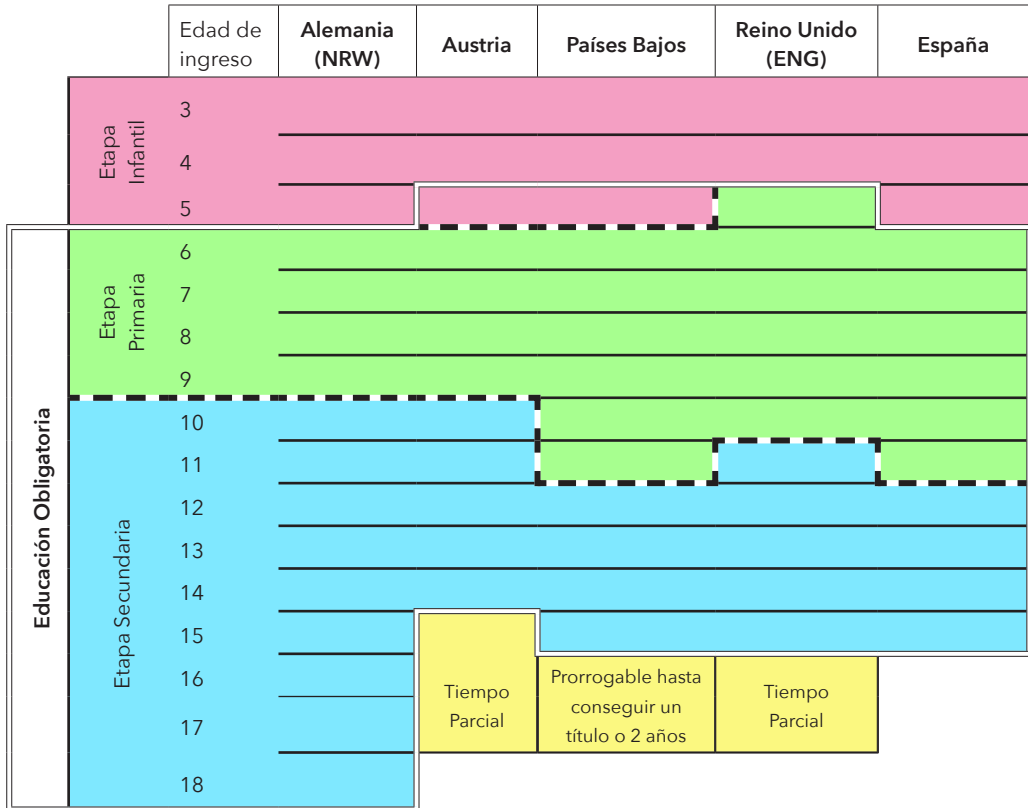 Edad de
ingreso
Alemania
(NRW)
Austria
Países Bajos
Reino Unido
(ENG)
España
Etapa
Infantil
3
4
5
Educación Obligatoria
Etapa
Primaria
6
7
8
9
Etapa Secundaria
10
11
12
13
14
15
16
17
18
Tiempo
Parcial
Prorrogable hasta
conseguir un
título o 2 años
Tiempo
Parcial